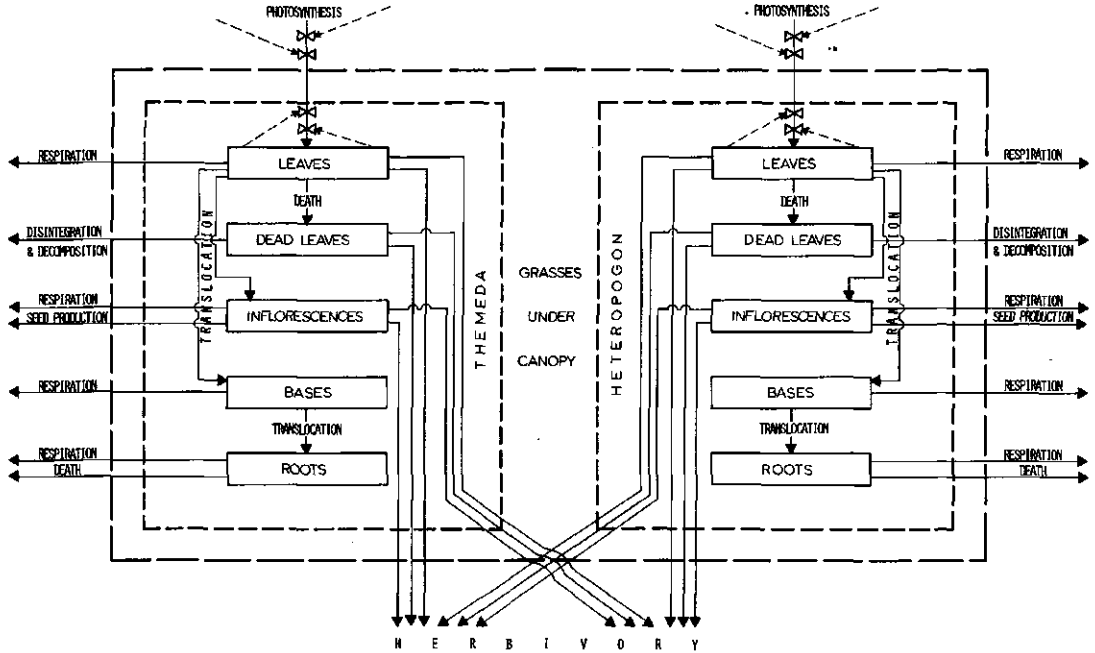 PHOTOSYNTHESIS
PHOTOSYNTHESIS
RESPIRATION
LEAVES
LEAVES
RESPIRATION
DEATH
DEATH
DISINTEGRATION
& DECOMPOSITION
DEAD LEAVES
DEAD LEAVES
DISINTEGRATION
& DECOMPOSITION
TRANSLOCATION
THEMEDA
GRASSES
UNDER
CANOPY
HETEROPOGON
TRANSLOCATION
RESPIRATION
SEED PRODUCTION
INFLORESCENCES
INFLORESCENCES
RESPIRATION
SEED PRODUCTION
RESPIRATION
BASES
BASES
RESPIRATION
TRANSLOCATION
TRANSLOCATION
RESPIRATION
DEATH
ROOTS
ROOTS
RESPIRATION
DEATH
H E R B I V O R Y